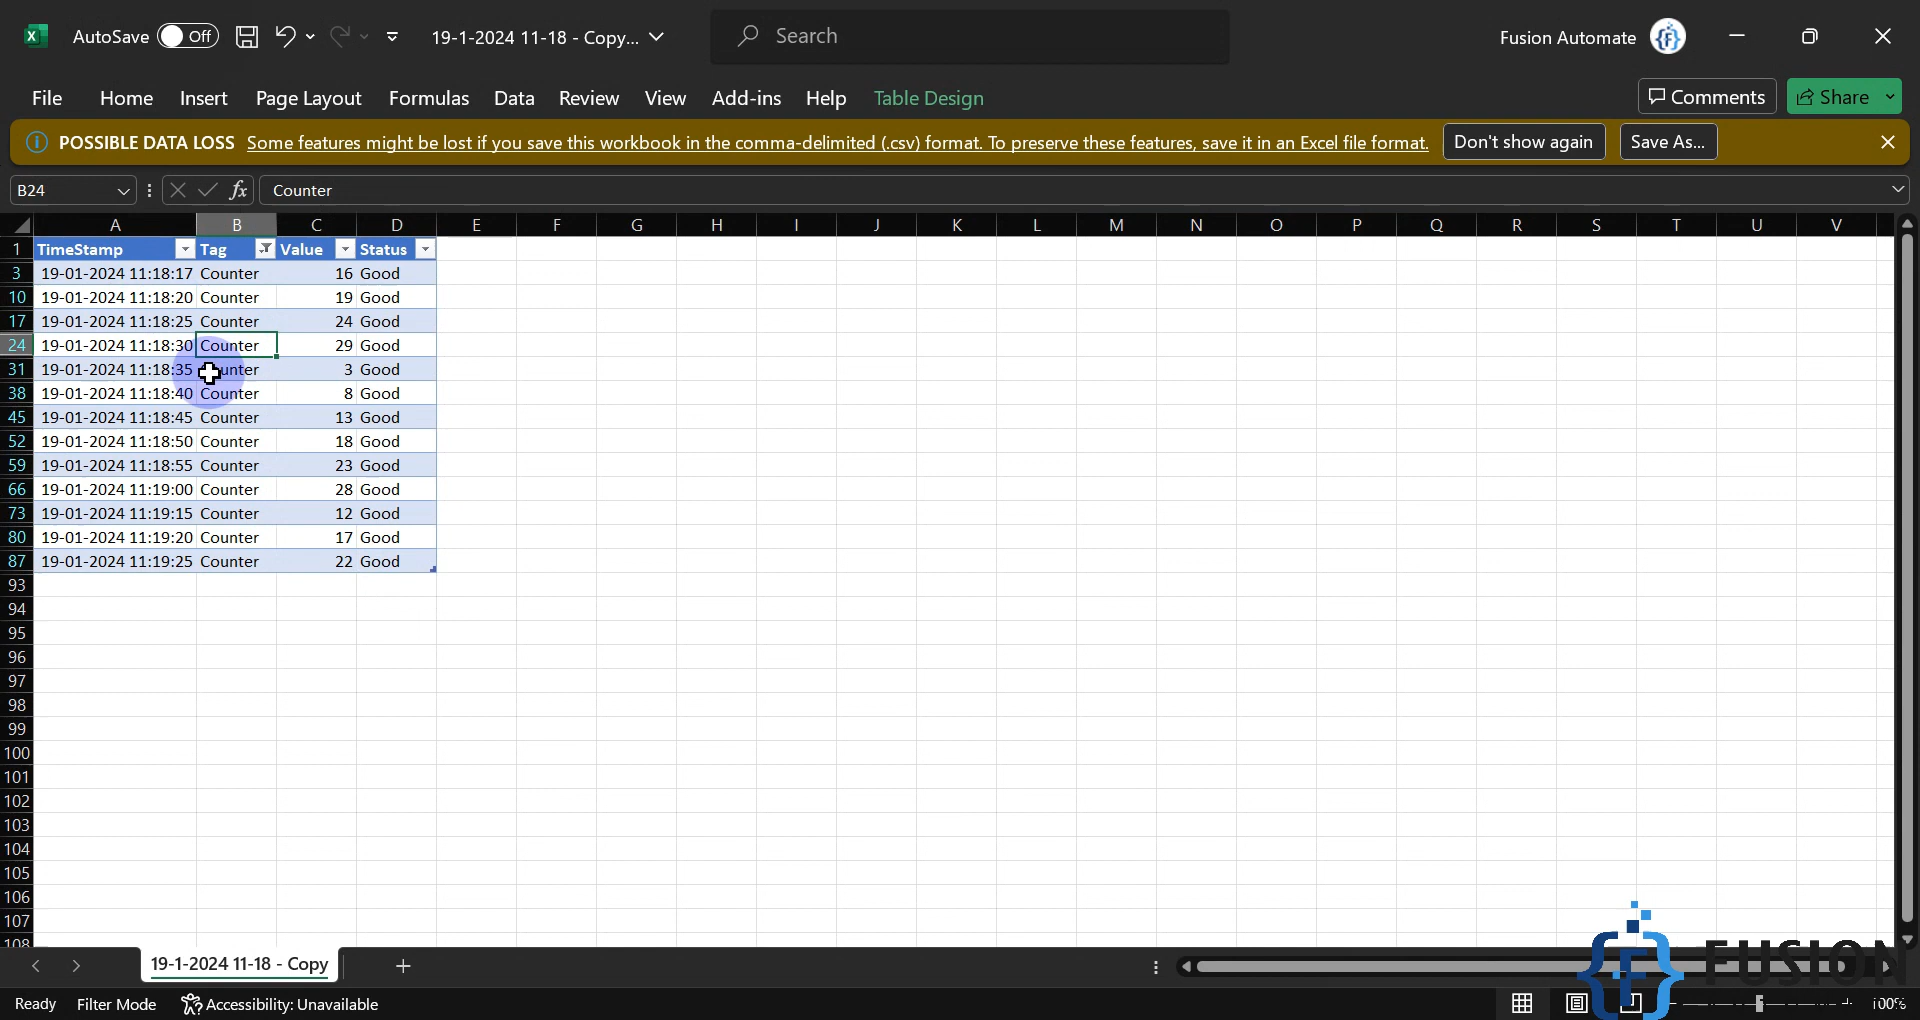 AutoSave Off 19-1-2024 11-18 - Copy... Search Fusion Automate
File Home Insert Page Layout Formulas Data Review View Add-ins Help Table Design Comments Share
POSSIBLE DATA LOSS Some features might be lost if you save this workbook in the comma-delimited (.csv) format. To preserve these features, save it in an Excel file format. Don't show again Save As...
B24 fx Counter
A B C D E F G H I J K L M N O P Q R S T U V
1 TimeStamp Tag Value Status
3 19-01-2024 11:18:17 Counter 16 Good
10 19-01-2024 11:18:20 Counter 19 Good
17 19-01-2024 11:18:25 Counter 24 Good
24 19-01-2024 11:18:30 Counter 29 Good
31 19-01-2024 11:18:35 Counter 3 Good
38 19-01-2024 11:18:40 Counter 8 Good
45 19-01-2024 11:18:45 Counter 13 Good
52 19-01-2024 11:18:50 Counter 18 Good
59 19-01-2024 11:18:55 Counter 23 Good
66 19-01-2024 11:19:00 Counter 28 Good
73 19-01-2024 11:19:15 Counter 12 Good
80 19-01-2024 11:19:20 Counter 17 Good
87 19-01-2024 11:19:25 Counter 22 Good
93
94
95
96
97
98
99
100
101
102
103
104
105
106
107
108
19-1-2024 11-18 - Copy
FUSION
Ready Filter Mode Accessibility: Unavailable 100%